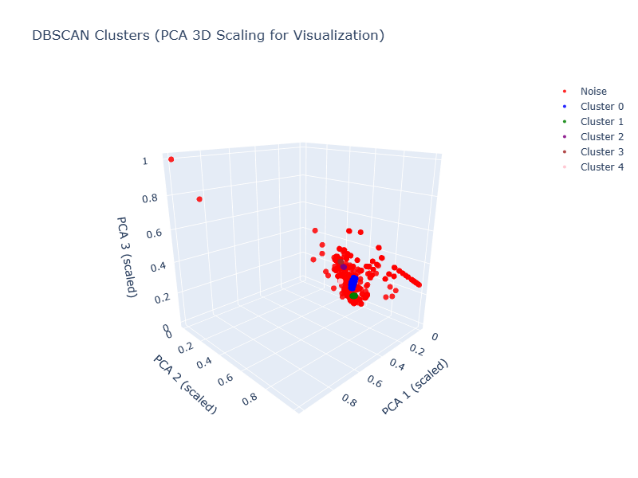 DBSCAN Clusters (PCA 3D Scaling for Visualization)
Noise
Cluster 0
Cluster 1
Cluster 2
Cluster 3
Cluster 4
1
0.8
0.6
0.4
0.2
0
PCA 3 (scaled)
0
0.2
0.4
0.6
0.8
PCA 2 (scaled)
0
0.2
0.4
0.6
0.8
PCA 1 (scaled)